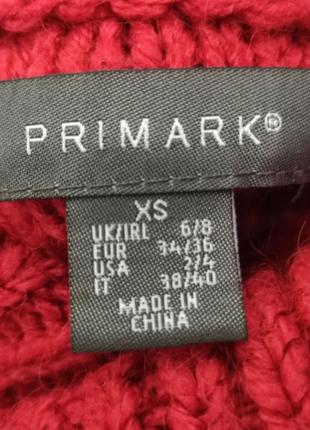 PRIMARK®
XS
UK/IRL 6/8
EUR 34/36
USA 2/4
IT 38/40
MADE IN
CHINA